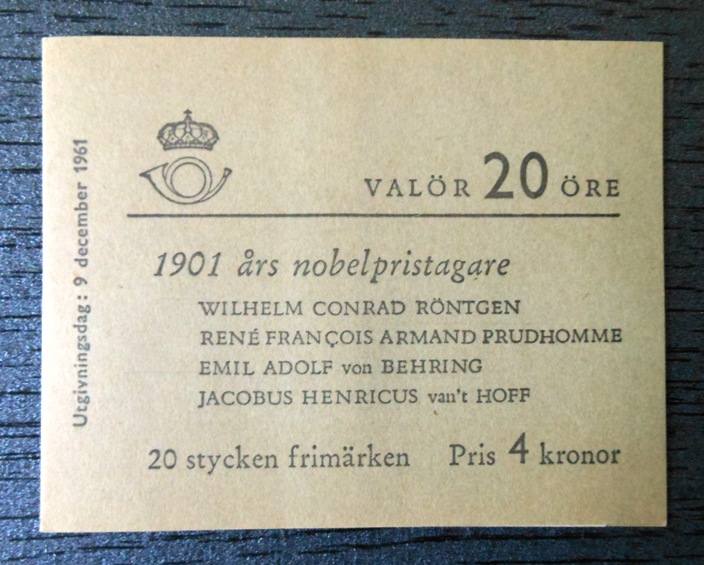 Utgivningsdag: 9 december 1961
VALÖR 20 ÖRE
1901 års nobelpristagare
WILHELM CONRAD RÖNTGEN
RENÉ FRANÇOIS ARMAND PRUDHOMME
EMIL ADOLF von BEHRING
JACOBUS HENRICUS van't HOFF
20 stycken frimärken Pris 4 kronor